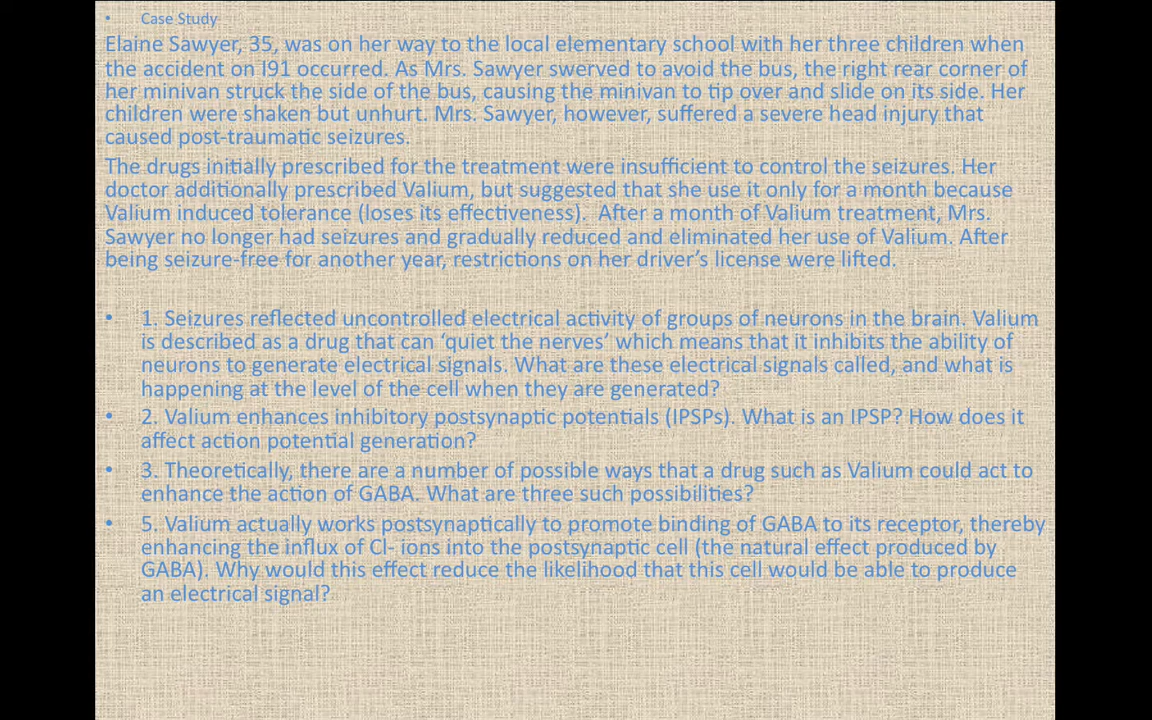 • Case Study
Elaine Sawyer, 35, was on her way to the local elementary school with her three children when
the accident on I91 occurred. As Mrs. Sawyer swerved to avoid the bus, the right rear corner of
her minivan struck the side of the bus, causing the minivan to tip over and slide on its side. Her
children were shaken but unhurt. Mrs. Sawyer, however, suffered a severe head injury that
caused post-traumatic seizures.
The drugs initially prescribed for the treatment were insufficient to control the seizures. Her
doctor additionally prescribed Valium, but suggested that she use it only for a month because
Valium induced tolerance (loses its effectiveness). After a month of Valium treatment, Mrs.
Sawyer no longer had seizures and gradually reduced and eliminated her use of Valium. After
being seizure-free for another year, restrictions on her driver’s license were lifted.
• 1. Seizures reflected uncontrolled electrical activity of groups of neurons in the brain. Valium
is described as a drug that can ‘quiet the nerves’ which means that it inhibits the ability of
neurons to generate electrical signals. What are these electrical signals called, and what is
happening at the level of the cell when they are generated?
• 2. Valium enhances inhibitory postsynaptic potentials (IPSPs). What is an IPSP? How does it
affect action potential generation?
• 3. Theoretically, there are a number of possible ways that a drug such as Valium could act to
enhance the action of GABA. What are three such possibilities?
• 5. Valium actually works postsynaptically to promote binding of GABA to its receptor, thereby
enhancing the influx of Cl- ions into the postsynaptic cell (the natural effect produced by
GABA). Why would this effect reduce the likelihood that this cell would be able to produce
an electrical signal?